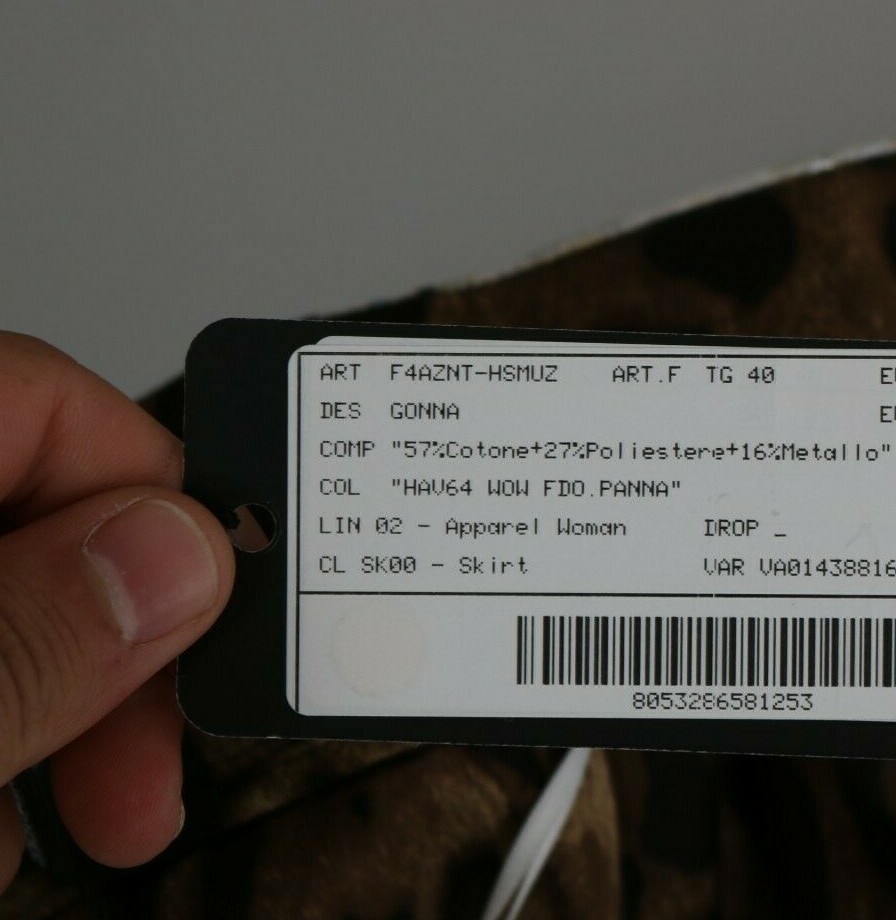 ART F4AZNT-HSMUZ ART.F TG 40
DES GONNA
COMP "57%Cotone+27%Poliestere+16%Metallo"
COL "HAV64 WOW FDO.PANNA"
LIN 02 - Apparel Woman DROP _
CL SK00 - Skirt VAR VA01438816
8053286581253